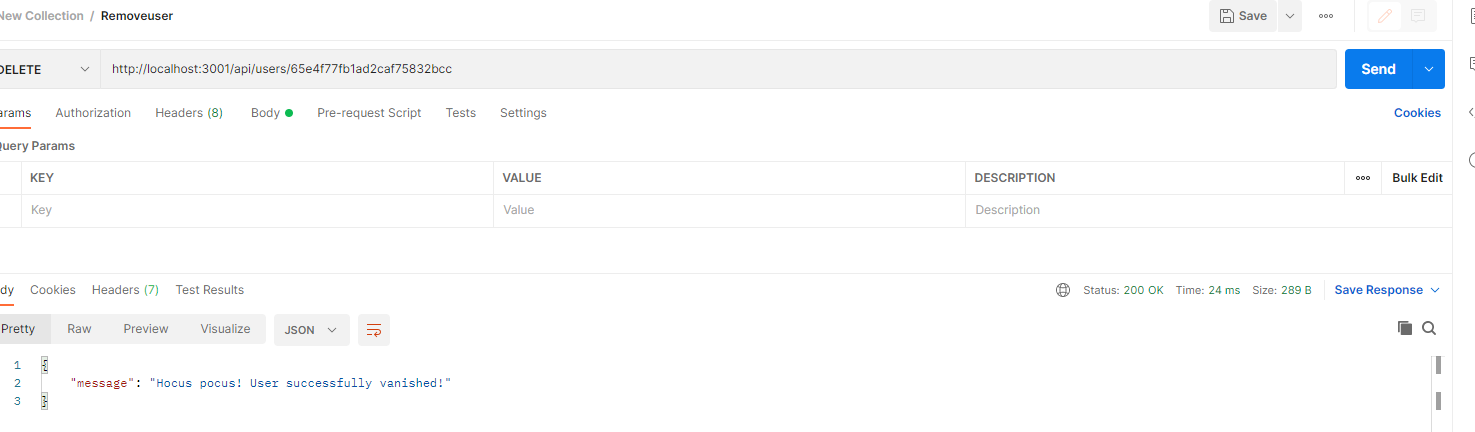 New Collection / Removeuser
Save
DELETE http://localhost:3001/api/users/65e4f77fb1ad2caf75832bcc Send
arams Authorization Headers (8) Body Pre-request Script Tests Settings Cookies
Query Params
KEY VALUE DESCRIPTION Bulk Edit
Key Value Description
dy Cookies Headers (7) Test Results Status: 200 OK Time: 24 ms Size: 289 B Save Response
Pretty Raw Preview Visualize JSON
1 {
2 "message": "Hocus pocus! User successfully vanished!"
3 }